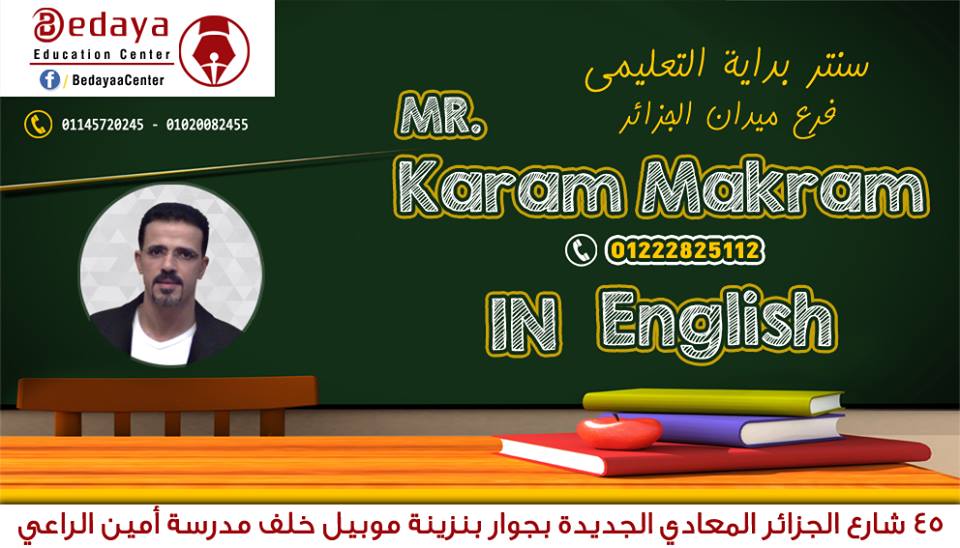 Bedaya
Education Center
f / BedayaaCenter
01145720245 - 01020082455
سنتر براية التعليمى
فرع ميدان الجزائر
MR.
Karam Makram
01222825112
IN English
٤٥ شارع الجزائر المعادي الجديدة بجوار بنزينة موبيل خلف مدرسة أمين الراعي